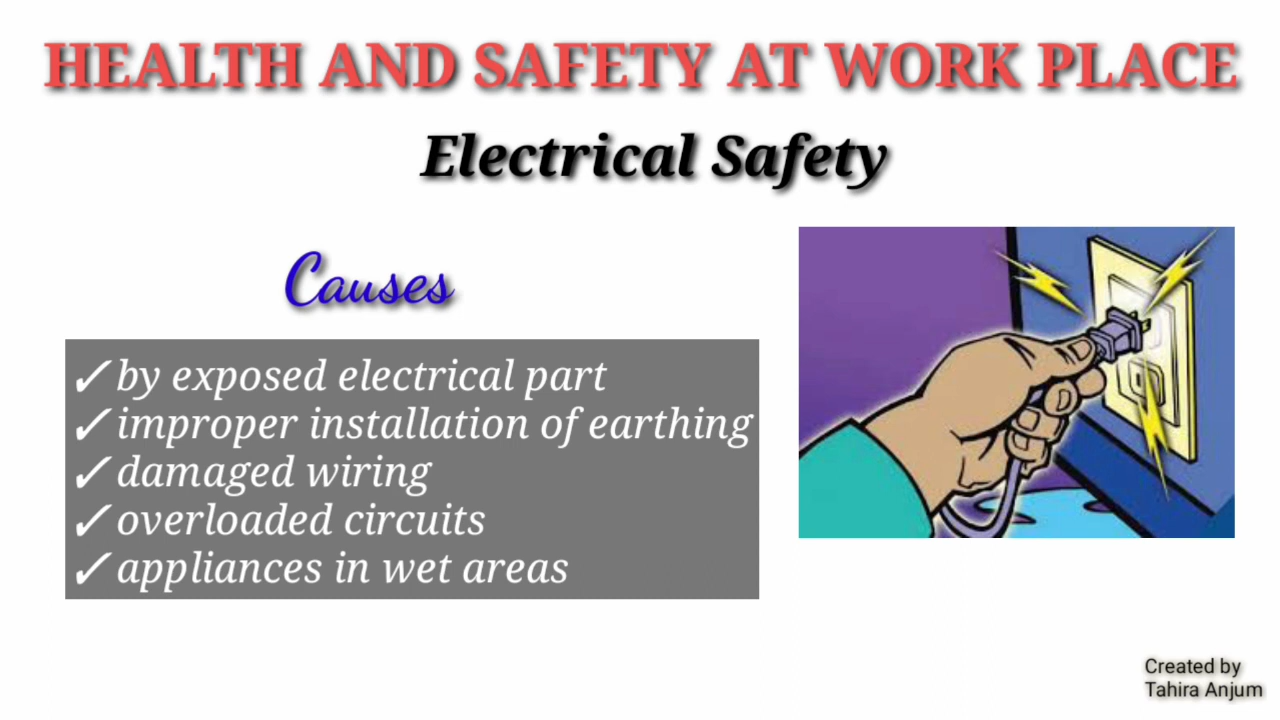 HEALTH AND SAFETY AT WORK PLACE
Electrical Safety
Causes
✓by exposed electrical part
✓improper installation of earthing
✓damaged wiring
✓overloaded circuits
✓appliances in wet areas
Created by
Tahira Anjum